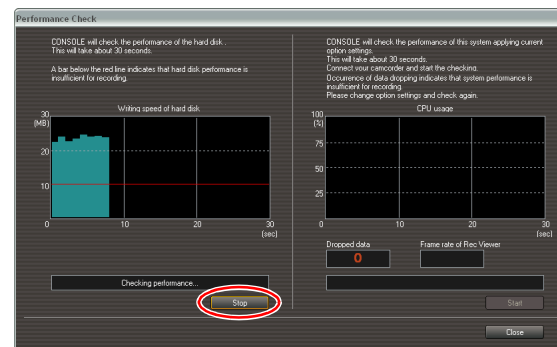 Performance Check
CONSOLE will check the performance of the hard disk .
This will take about 30 seconds.
A bar below the red line indicates that hard disk performance is
insufficient for recording.
Writing speed of hard disk
30
(MB)
20
10
0
10
20
30
(sec)
Checking performance...
Stop
CONSOLE will check the performance of this system applying current
option settings.
This will take about 30 seconds.
Connect your camcorder and start the checking.
Occurrence of data dropping indicates that system performance is
insufficient for recording.
Please change option settings and check again.
CPU usage
100
(%)
75
50
25
0
10
20
30
(sec)
Dropped data
Frame rate of Rec Viewer
0
Start
Close